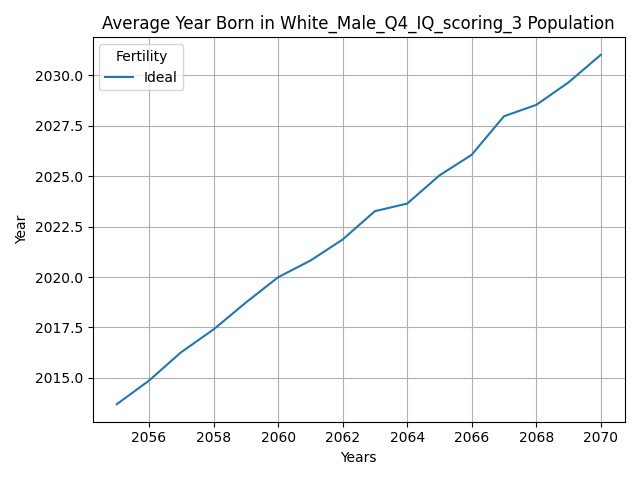 Average Year Born in White_Male_Q4_IQ_scoring_3 Population
Fertility
Ideal
2030.0
2027.5
2025.0
2022.5
2020.0
2017.5
2015.0
Year
2056 2058 2060 2062 2064 2066 2068 2070
Years